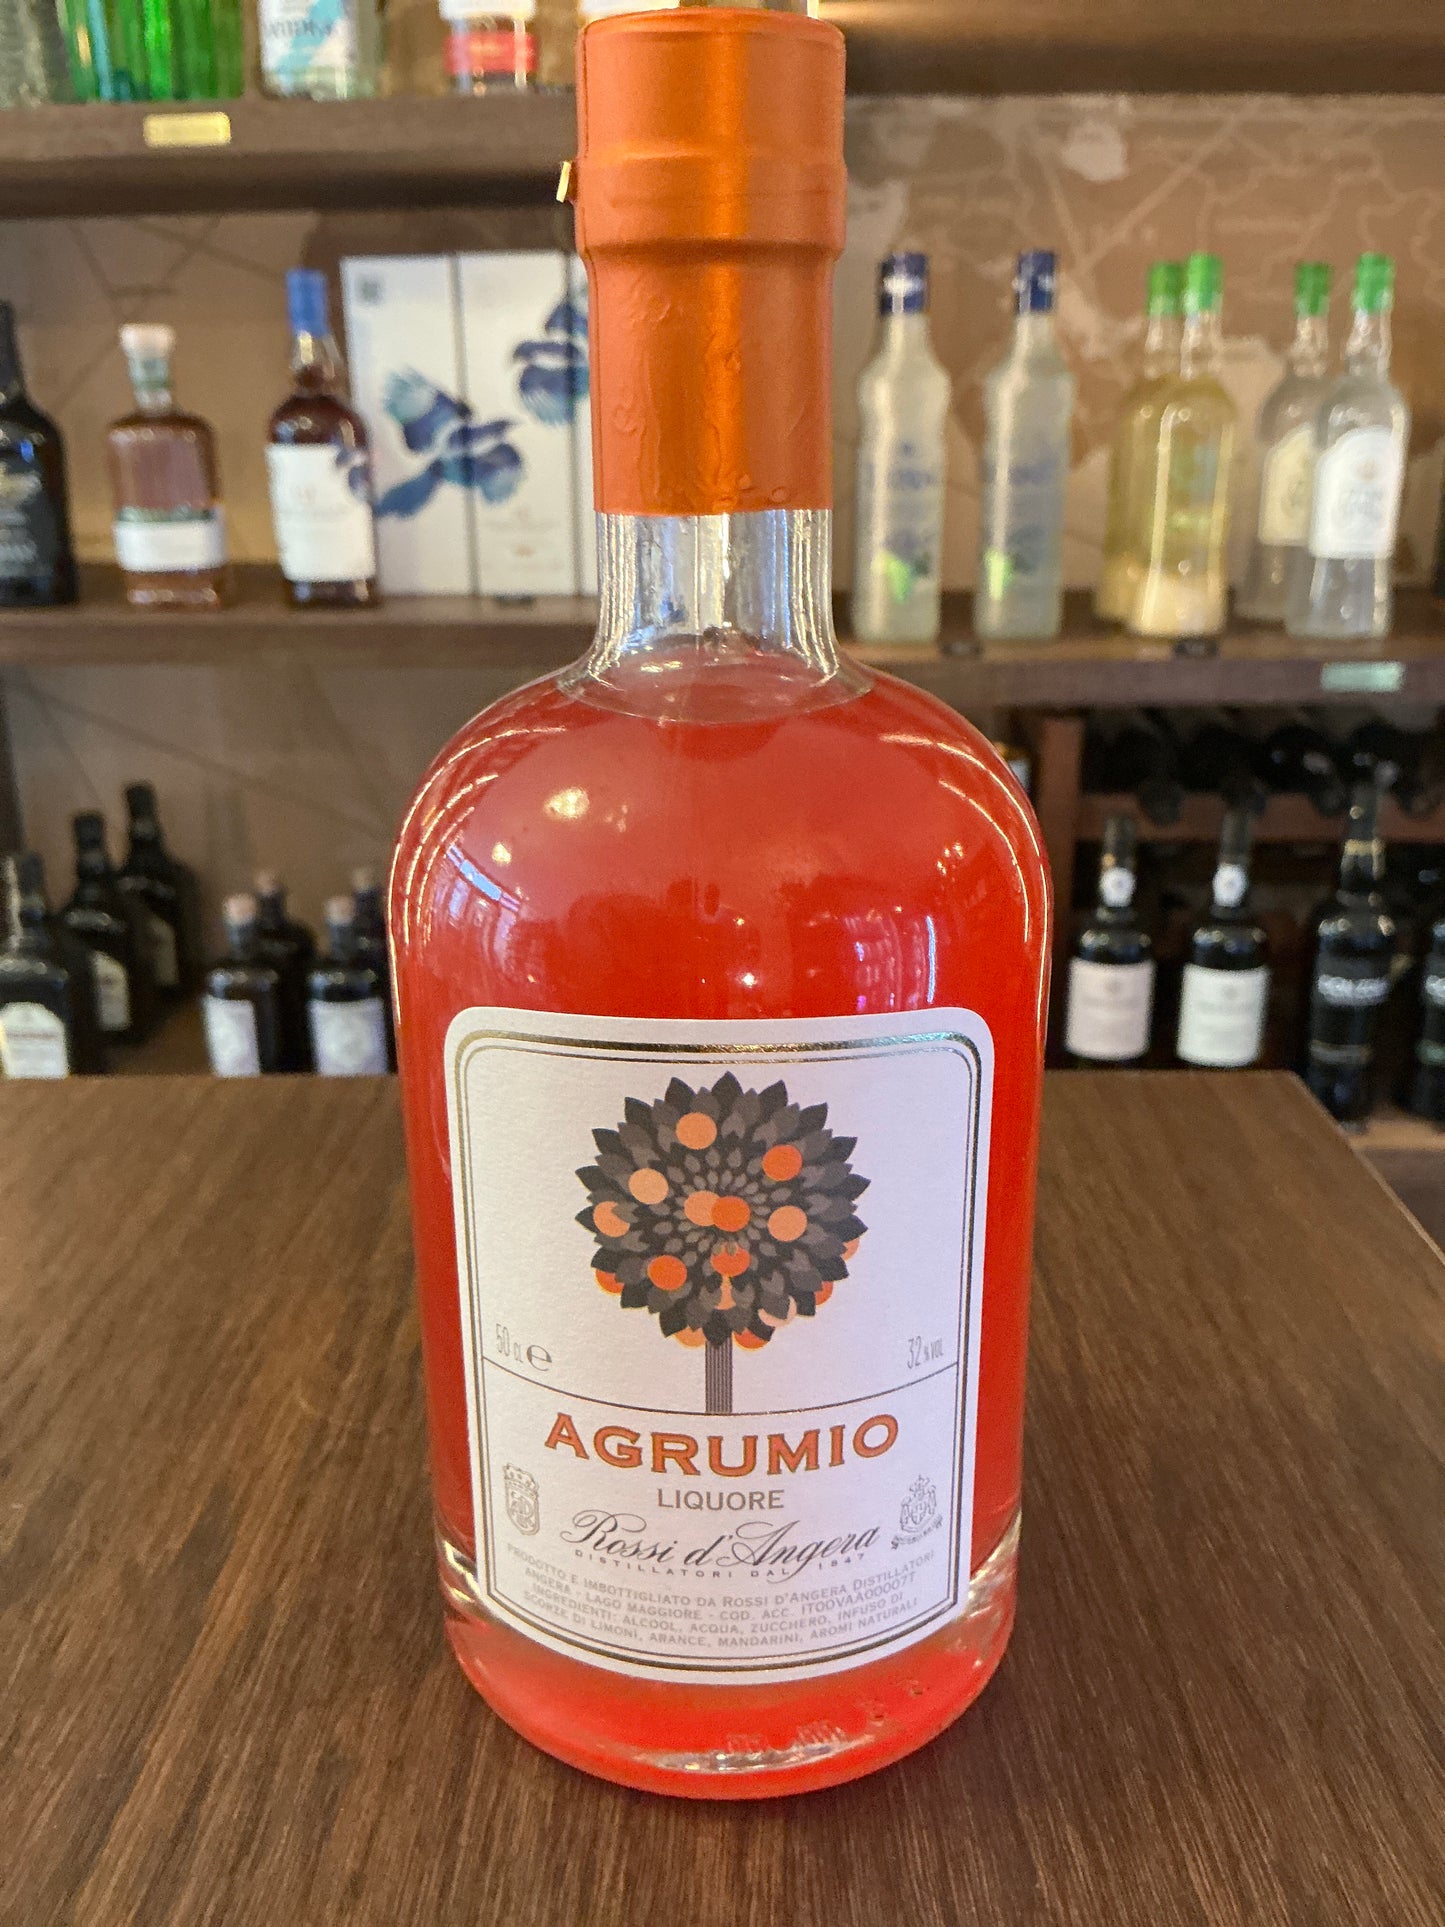 50 CL e
32 % VOL
AGRUMIO
LIQUORE
Rossi d'Angera
DISTILLATORI DAL 1847
PRODOTTO E IMBOTTIGLIATO DA ROSSI D'ANGERA DISTILLATORI
ANGERA - LAGO MAGGIORE - COD. ACC. IT00VAA00007T
INGREDIENTI: ALCOOL, ACQUA, ZUCCHERO, INFUSO DI
SCORZE DI LIMONI, ARANCE, MANDARINI, AROMI NATURALI